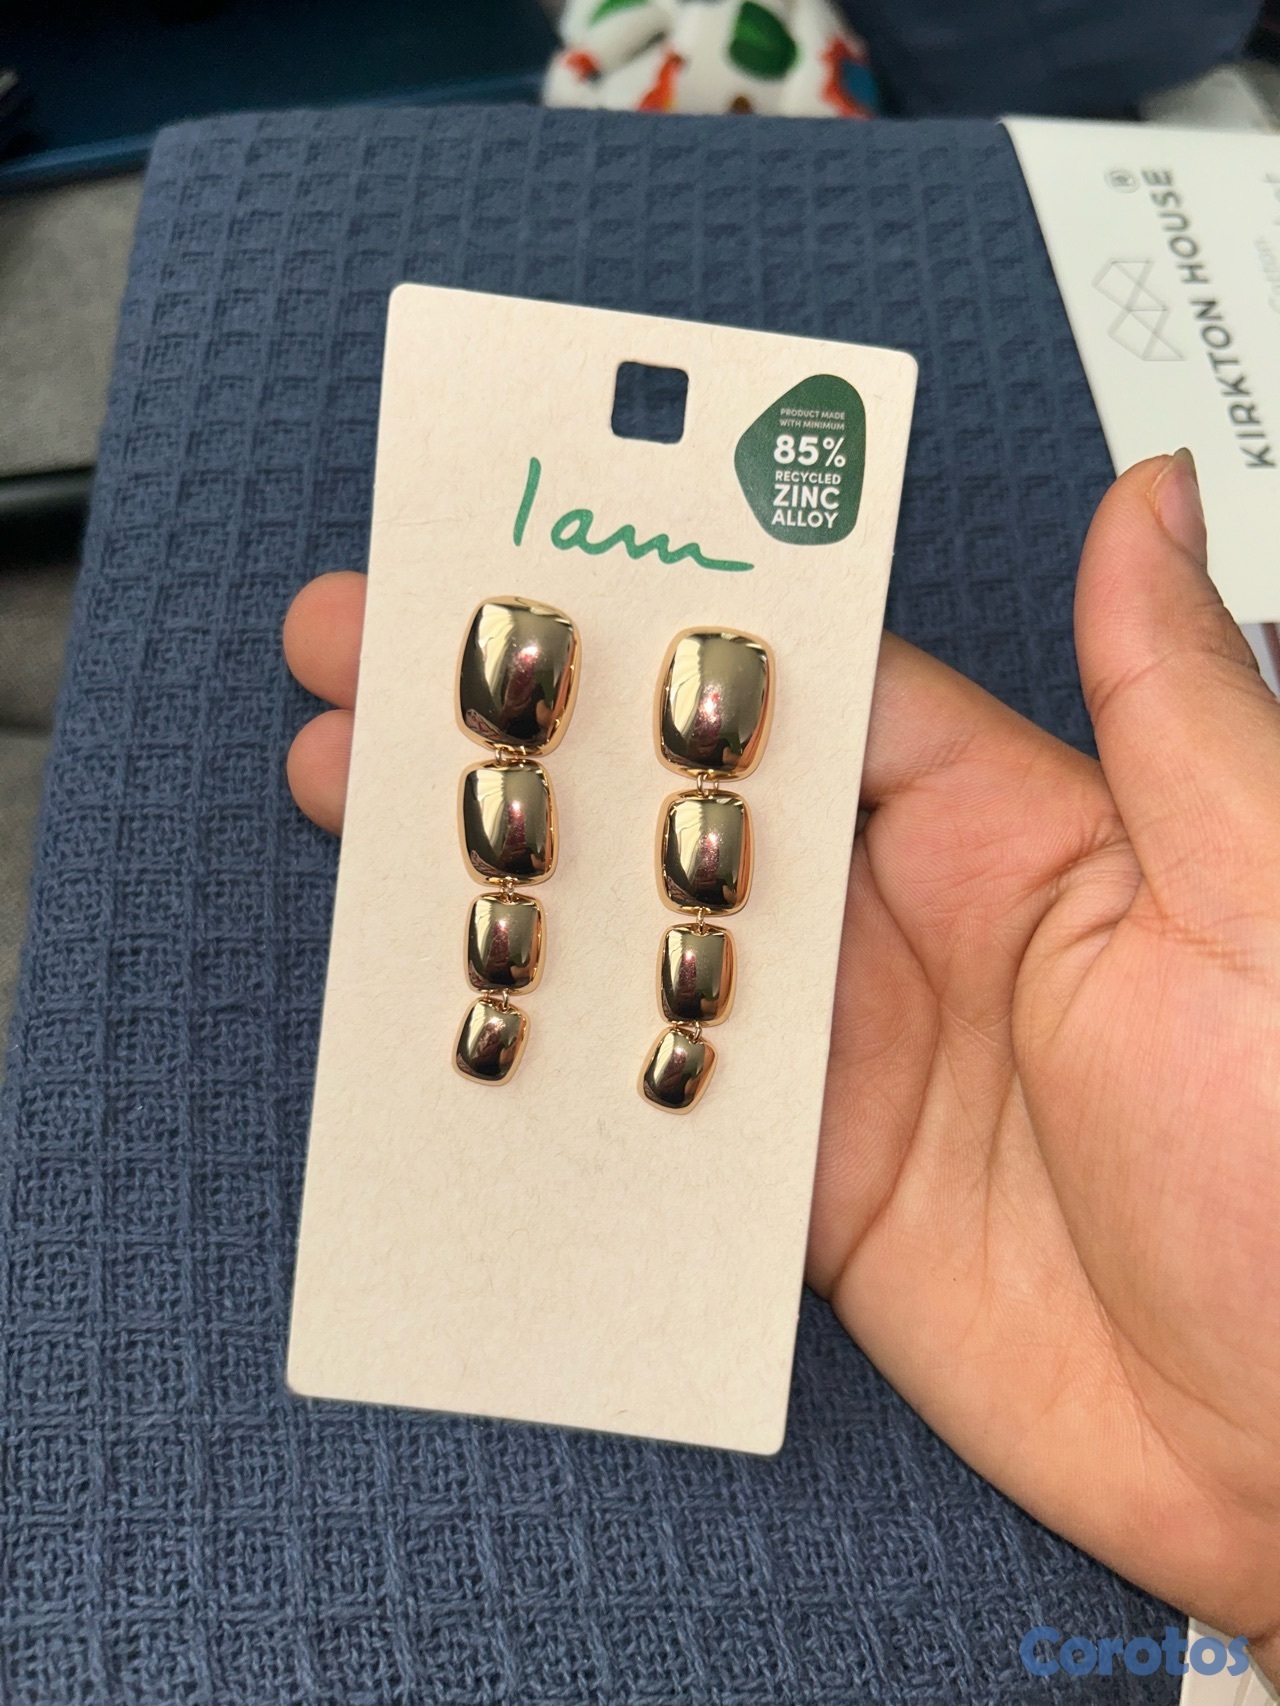 I am
PRODUCT MADE
WITH MINIMUM
85%
RECYCLED
ZINC
ALLOY
KIRKTON HOUSE®
Corotos